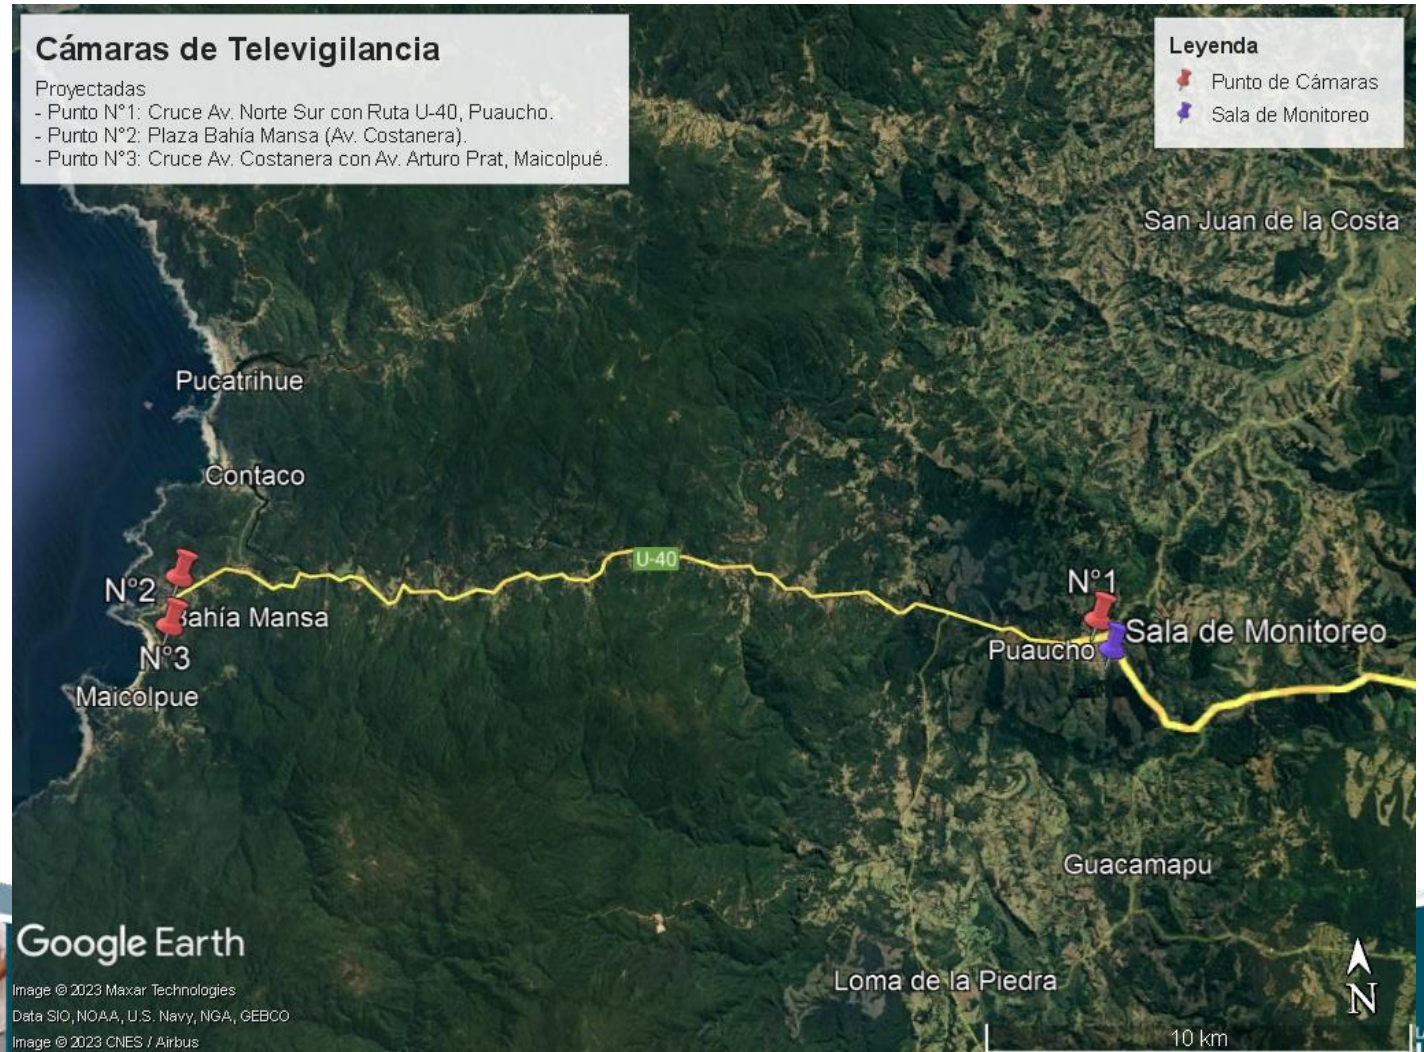 Cámaras de Televigilancia
Proyectadas
- Punto N°1: Cruce Av. Norte Sur con Ruta U-40, Puaucho.
- Punto N°2: Plaza Bahía Mansa (Av. Costanera).
- Punto N°3: Cruce Av. Costanera con Av. Arturo Prat, Maicolpué.
Leyenda
Punto de Cámaras
Sala de Monitoreo
San Juan de la Costa
Pucatrihue
Contaco
U-40
N°2
N°1
Bahía Mansa
Sala de Monitoreo
Puaucho
N°3
Maicolpue
Guacamapu
Loma de la Piedra
Google Earth
Image © 2023 Maxar Technologies
Data SIO, NOAA, U.S. Navy, NGA, GEBCO
Image © 2023 CNES / Airbus
N
10 km